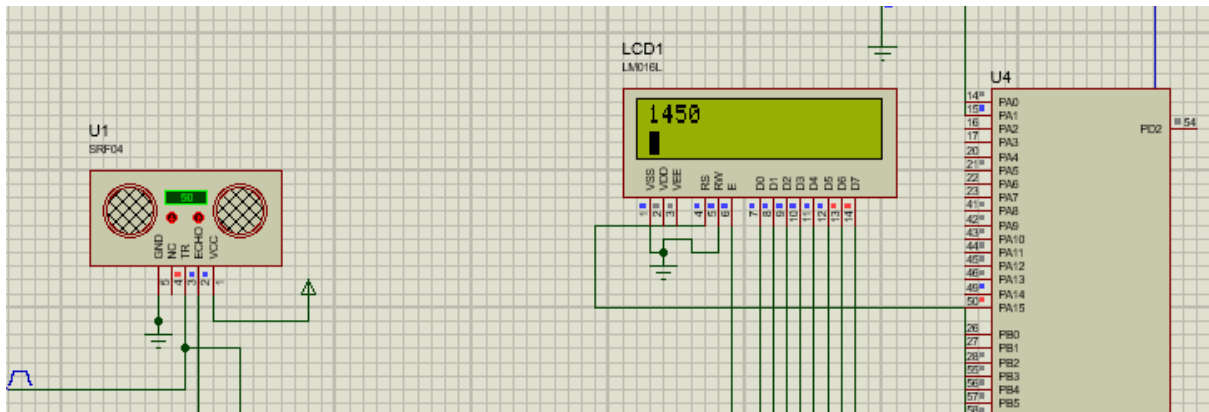 U1
SRF04
50
GND
NC
TR
ECHO
VCC
5
4
3
2
1
LCD1
LM016L
1450
VSS
VDD
VEE
RS
RW
E
D0
D1
D2
D3
D4
D5
D6
D7
1
2
3
4
5
6
7
8
9
10
11
12
13
14
U4
14 PA0
15 PA1
16 PA2
17 PA3
20 PA4
21 PA5
22 PA6
23 PA7
41 PA8
42 PA9
43 PA10
44 PA11
45 PA12
46 PA13
49 PA14
50 PA15
26 PB0
27 PB1
28 PB2
55 PB3
56 PB4
57 PB5
58
PD2 54